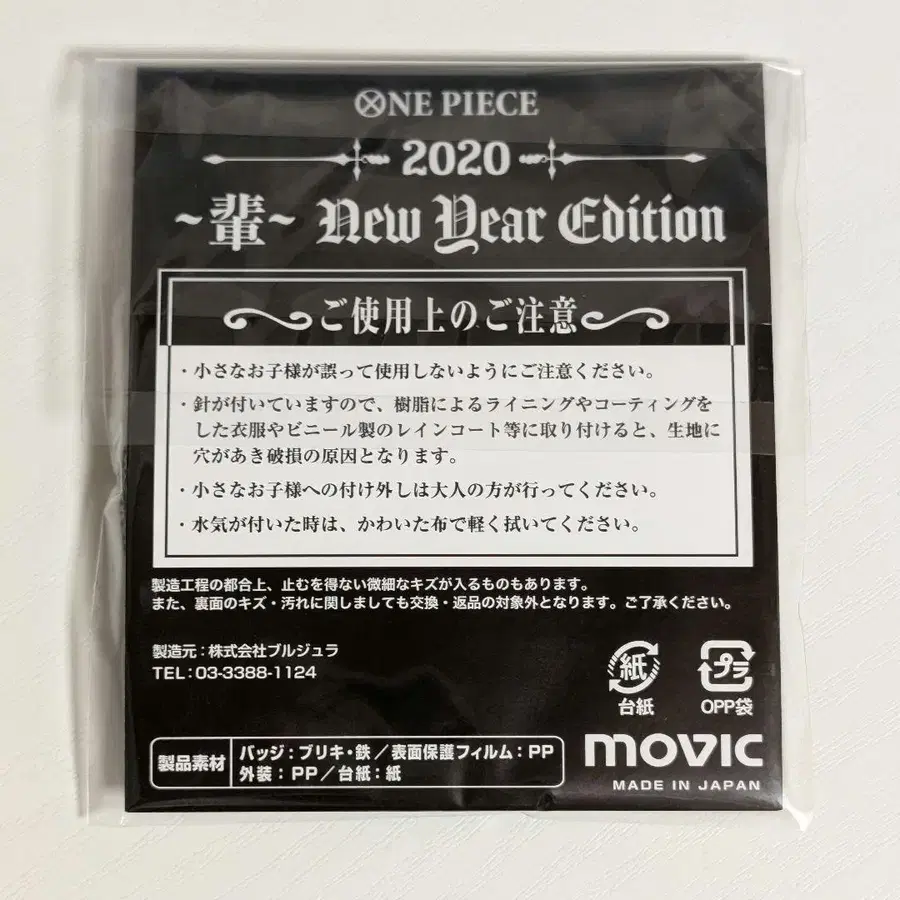 ONE PIECE
2020
~輩~ New Year Edition
ご使用上のご注意
・小さなお子様が誤って使用しないようにご注意ください。
・針が付いていますので、樹脂によるライニングやコーティングを
した衣服やビニール製のレインコート等に取り付けると、生地に
穴があき破損の原因となります。
・小さなお子様への付け外しは大人の方が行ってください。
・水気が付いた時は、かわいた布で軽く拭いてください。
製造工程の都合上、止むを得ない微細なキズが入るものもあります。
また、裏面のキズ・汚れに関しましても交換・返品の対象外となります。ご了承ください。
製造元：株式会社ブルジュラ
TEL：03-3388-1124
紙
台紙
プラ
OPP袋
製品素材
バッジ：ブリキ・鉄／表面保護フィルム：PP
外装：PP／台紙：紙
movic
MADE IN JAPAN